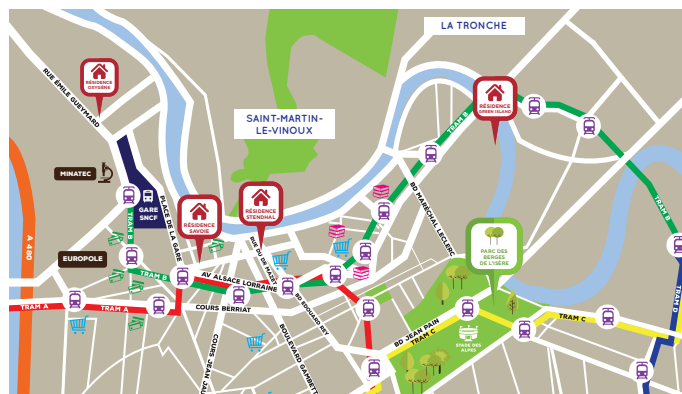 LA TRONCHE
RUE ÉMILE GUEYMARD
RÉSIDENCE
OXYGÈNE
RÉSIDENCE
GREEN ISLAND
SAINT-MARTIN-
LE-VINOUX
TRAM B
MINATEC
GARE
SNCF
PLACE DE LA GARE
RÉSIDENCE
SAVOIE
RÉSIDENCE
STENDHAL
BD MARÉCHAL LECLERC
TRAM B
A 480
TRAM B
RUE DU DR MAZET
PARC DES
BERGES
DE L'ISÈRE
EUROPOLE
TRAM B
AV ALSACE LORRAINE
TRAM A
TRAM A
COURS BERRIAT
BD EDOUARD REY
TRAM D
TRAM C
BD JEAN PAIN
TRAM C
STADE DES
ALPES
COURS JEAN JAU
BOULEVARD GAMBETT